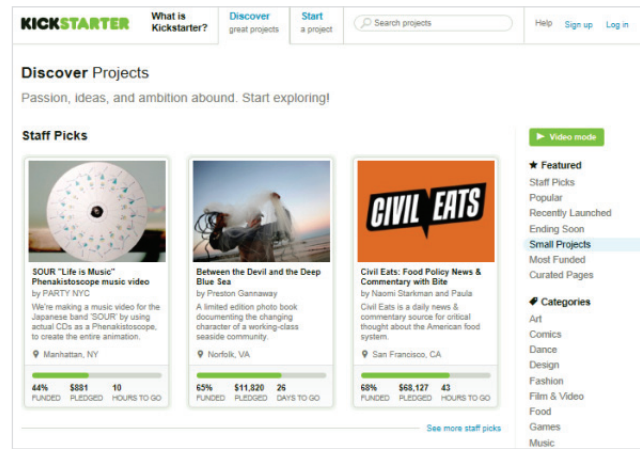 KICKSTARTER
What is
Kickstarter?
Discover
great projects
Start
a project
Search projects
Help Sign up Log in
Discover Projects
Passion, ideas, and ambition abound. Start exploring!
Staff Picks
SOUR "Life is Music"
Phenakistoscope music video
by PARTY NYC
We're making a music video for the
Japanese band 'SOUR' by using
actual CDs as a Phenakistoscope,
to create the entire animation.
Manhattan, NY
44% $881 10
FUNDED PLEDGED HOURS TO GO
Between the Devil and the Deep
Blue Sea
by Preston Gannaway
A limited edition photo book
documenting the changing
character of a working-class
seaside community.
Norfolk, VA
65% $11,820 26
FUNDED PLEDGED DAYS TO GO
CIVIL EATS
Civil Eats: Food Policy News &
Commentary with Bite
by Naomi Starkman and Paula
Civil Eats is a daily news &
commentary source for critical
thought about the American food
system.
San Francisco, CA
68% $68,127 43
FUNDED PLEDGED HOURS TO GO
See more staff picks
Video mode
Featured
Staff Picks
Popular
Recently Launched
Ending Soon
Small Projects
Most Funded
Curated Pages
Categories
Art
Comics
Dance
Design
Fashion
Film & Video
Food
Games
Music